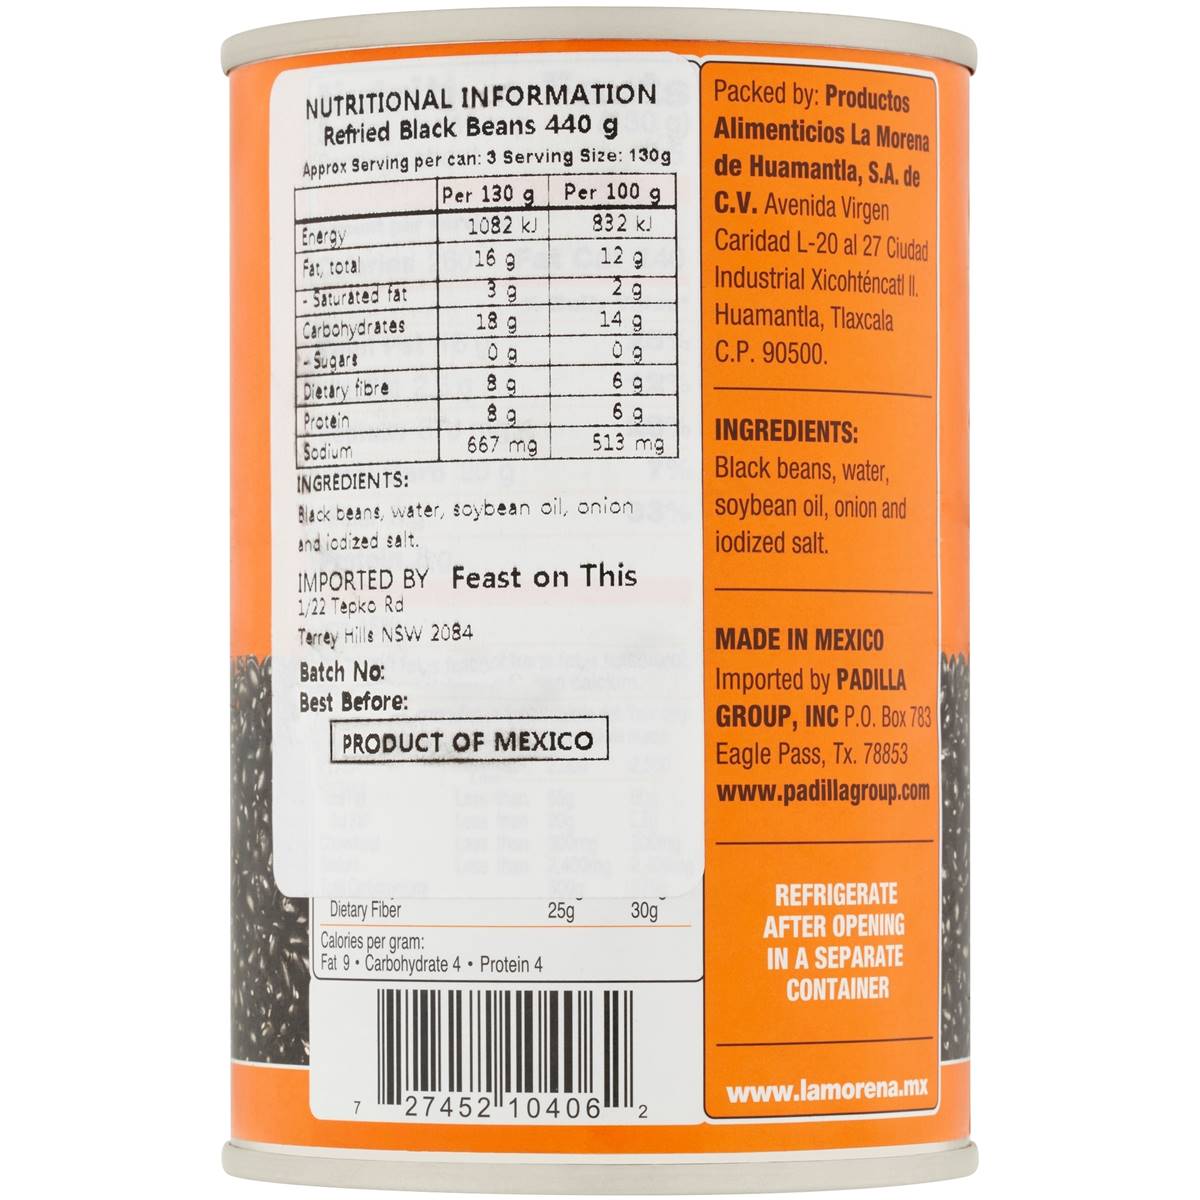 NUTRITIONAL INFORMATION
Refried Black Beans 440 g
Approx Serving per can: 3 Serving Size: 130g
Per 130 g Per 100 g
Energy 1082 kJ 832 kJ
Fat, total 16 g 12 g
- Saturated fat 3 g 2 g
Carbohydrates 18 g 14 g
- Sugars 0 g 0 g
Dietary fibre 8 g 6 g
Protein 8 g 6 g
Sodium 667 mg 513 mg
INGREDIENTS:
Black beans, water, soybean oil, onion
and iodized salt.
IMPORTED BY Feast on This
1/22 Tepko Rd
Terrey Hills NSW 2084
Batch No:
Best Before:
PRODUCT OF MEXICO
Dietary Fiber 25g 30g
Calories per gram:
Fat 9 • Carbohydrate 4 • Protein 4
7 27452 10406 2
Packed by: Productos
Alimenticios La Morena
de Huamantla, S.A. de
C.V. Avenida Virgen
Caridad L-20 al 27 Ciudad
Industrial Xicohténcatl II.
Huamantla, Tlaxcala
C.P. 90500.
INGREDIENTS:
Black beans, water,
soybean oil, onion and
iodized salt.
MADE IN MEXICO
Imported by PADILLA
GROUP, INC P.O. Box 783
Eagle Pass, Tx. 78853
www.padillagroup.com
REFRIGERATE
AFTER OPENING
IN A SEPARATE
CONTAINER
www.lamorena.mx